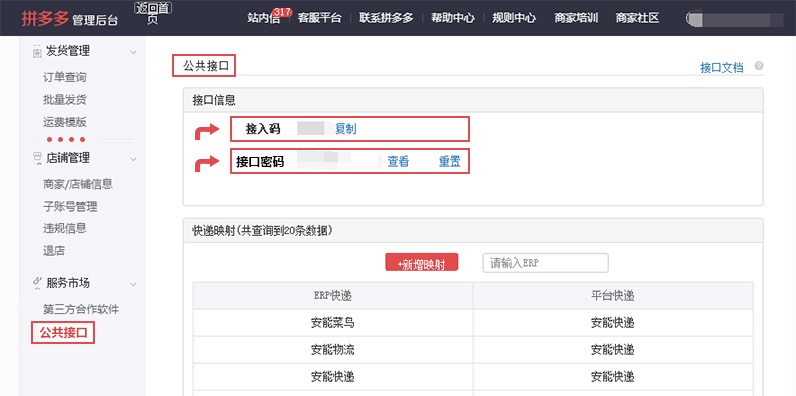 拼多多 管理后台
返回首页
站内信 317 客服平台 联系拼多多 帮助中心 规则中心 商家培训 商家社区
发货管理
订单查询
批量发货
运费模版
店铺管理
商家/店铺信息
子账号管理
违规信息
退店
服务市场
第三方合作软件
公共接口
公共接口
接口文档
接口信息
接入码 复制
接口密码 查看 重置
快递映射(共查询到20条数据)
+新增映射 请输入ERP
ERP快递 平台快递
安能菜鸟 安能快递
安能物流 安能快递
安能快递 安能快递